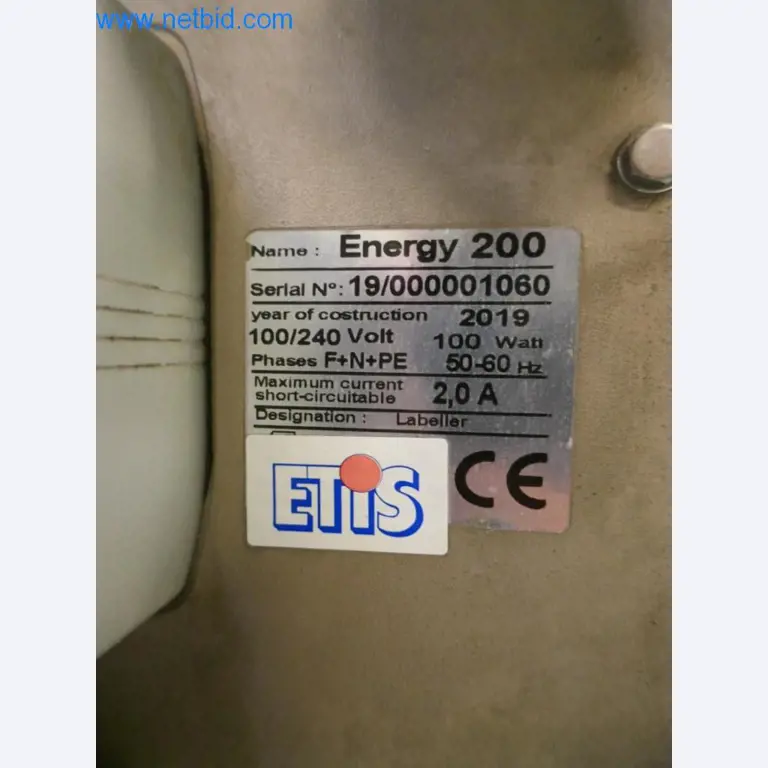 www.netbid.com
Name : Energy 200
Serial N°: 19/000001060
year of costruction 2019
100/240 Volt 100 Watt
Phases F+N+PE 50-60 Hz
Maximum current
short-circuitable 2,0 A
Designation : Labeller
ETIS
CE